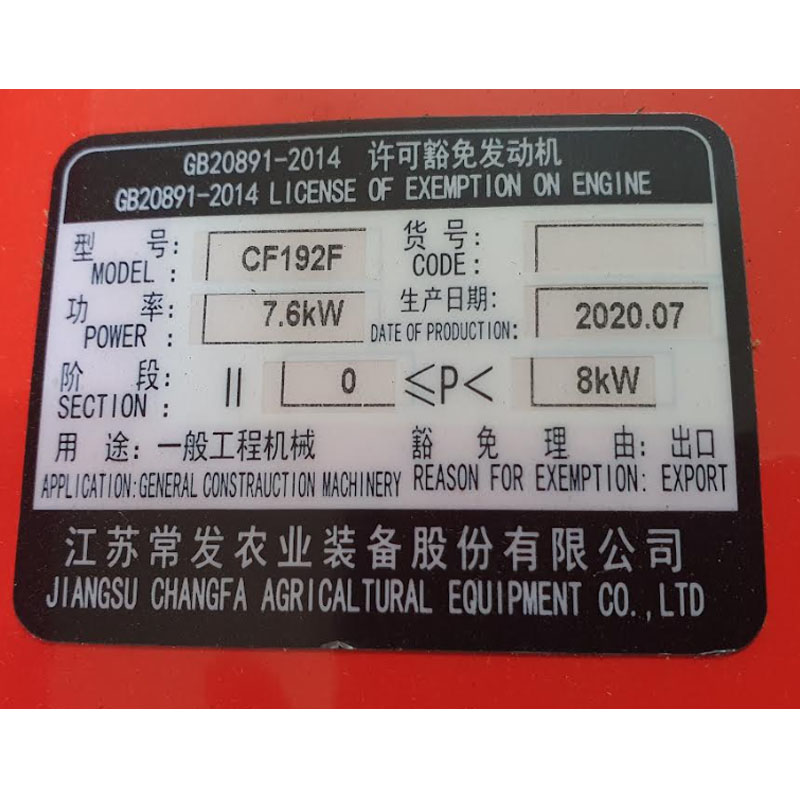 GB20891-2014 许可豁免发动机
GB20891-2014 LICENSE OF EXEMPTION ON ENGINE
型 号: CF192F 货 号:
MODEL : CODE :
功 率: 7.6kW 生产日期: 2020.07
POWER : DATE OF PRODUCTION:
阶 段: II 0 ≤P< 8kW
SECTION :
用 途: 一般工程机械 豁 免 理 由: 出口
APPLICATION:GENERAL CONSTRAUCTION MACHINERY REASON FOR EXEMPTION: EXPORT
江苏常发农业装备股份有限公司
JIANGSU CHANGFA AGRICALTURAL EQUIPMENT CO.,LTD